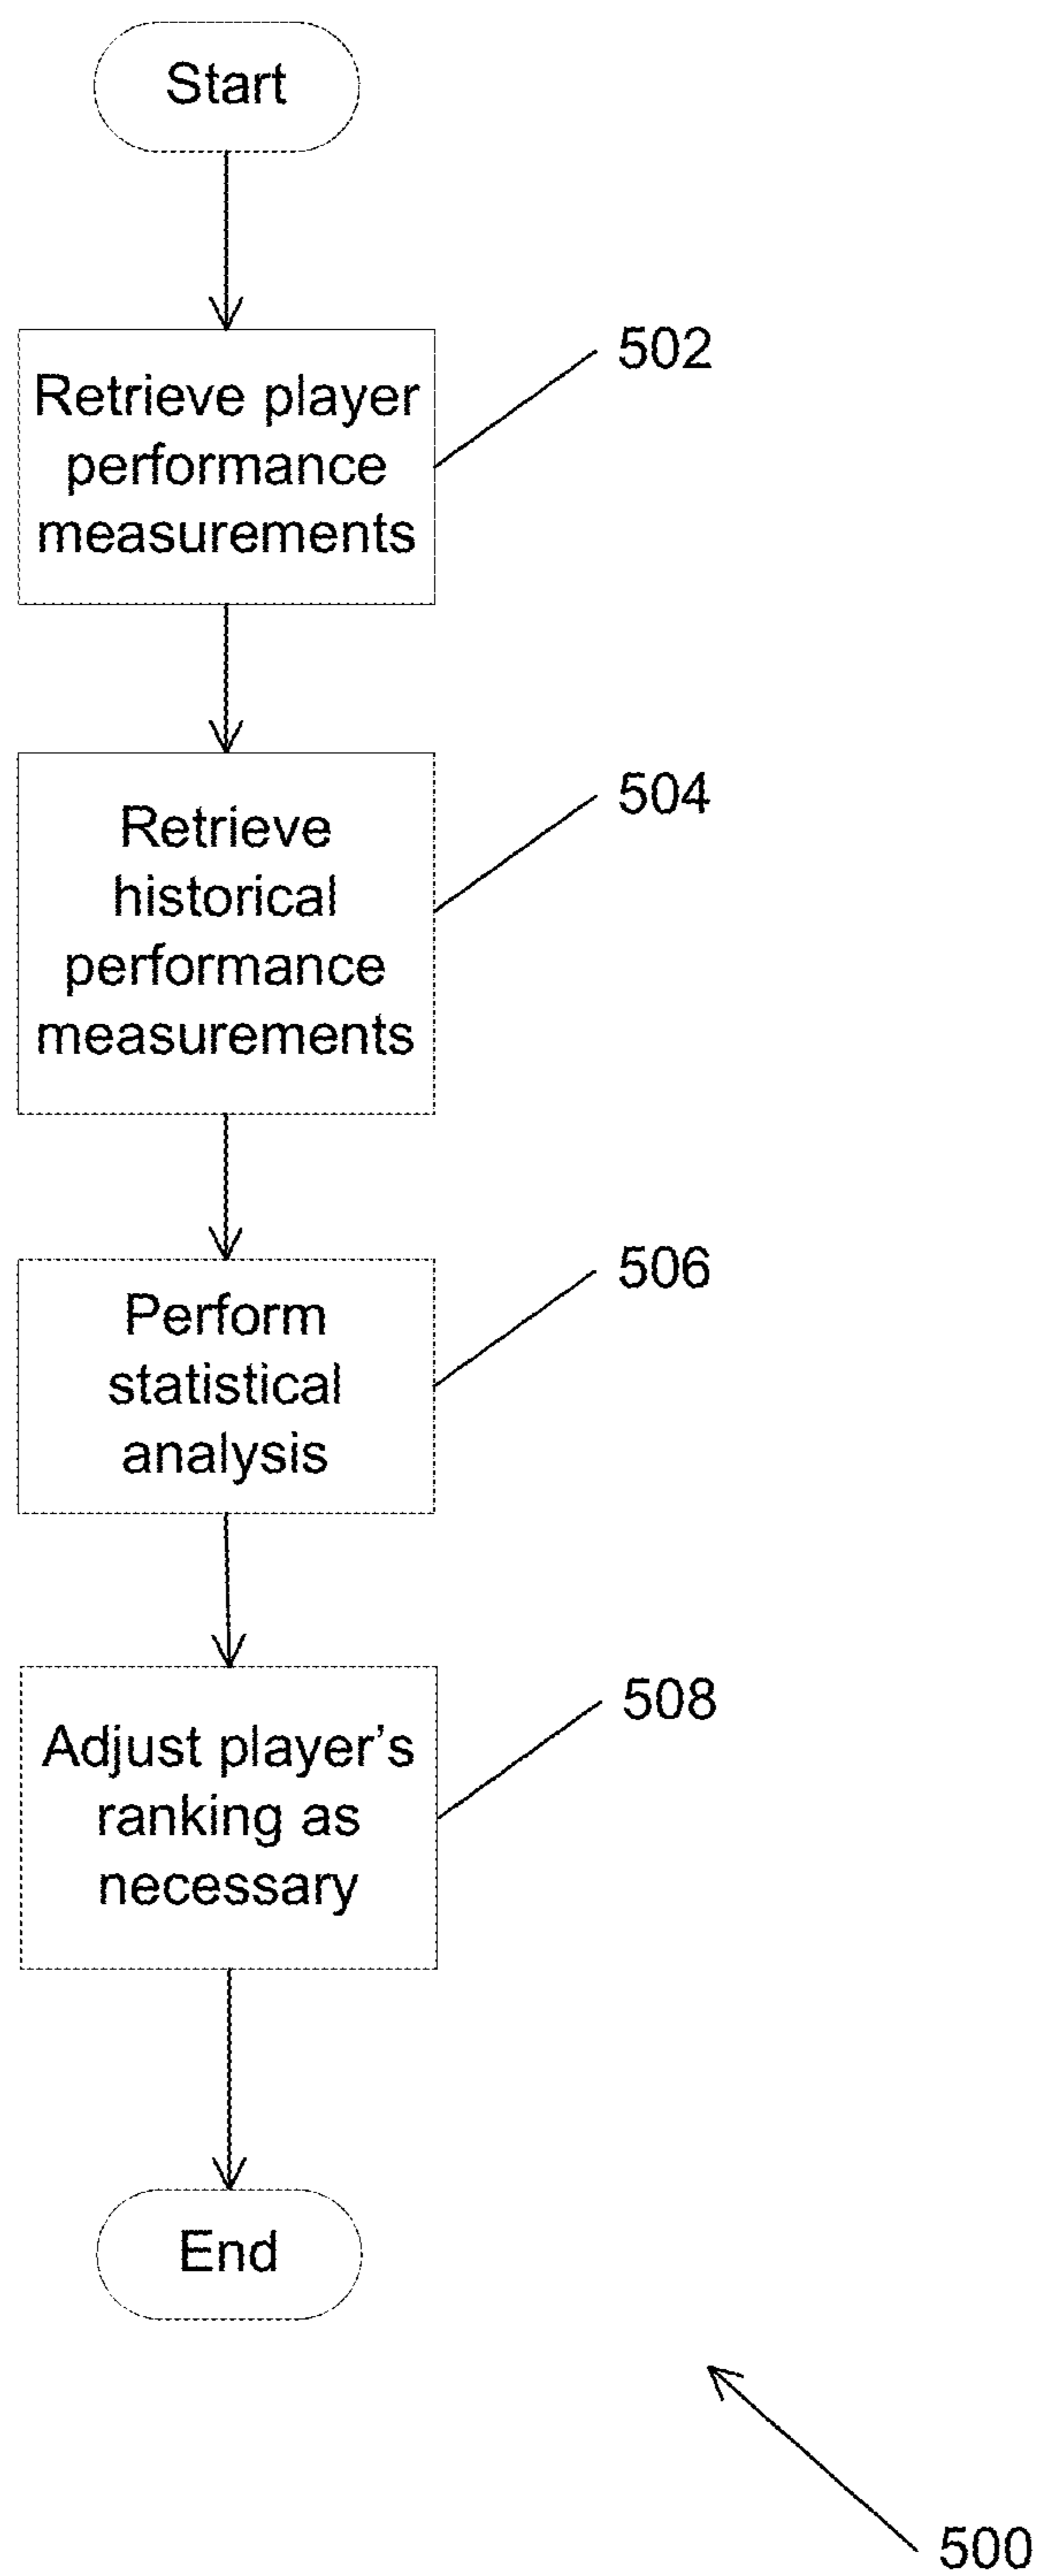 Start
502
Retrieve player
performance
measurements
504
Retrieve
historical
performance
measurements
506
Perform
statistical
analysis
508
Adjust player’s
ranking as
necessary
End
500